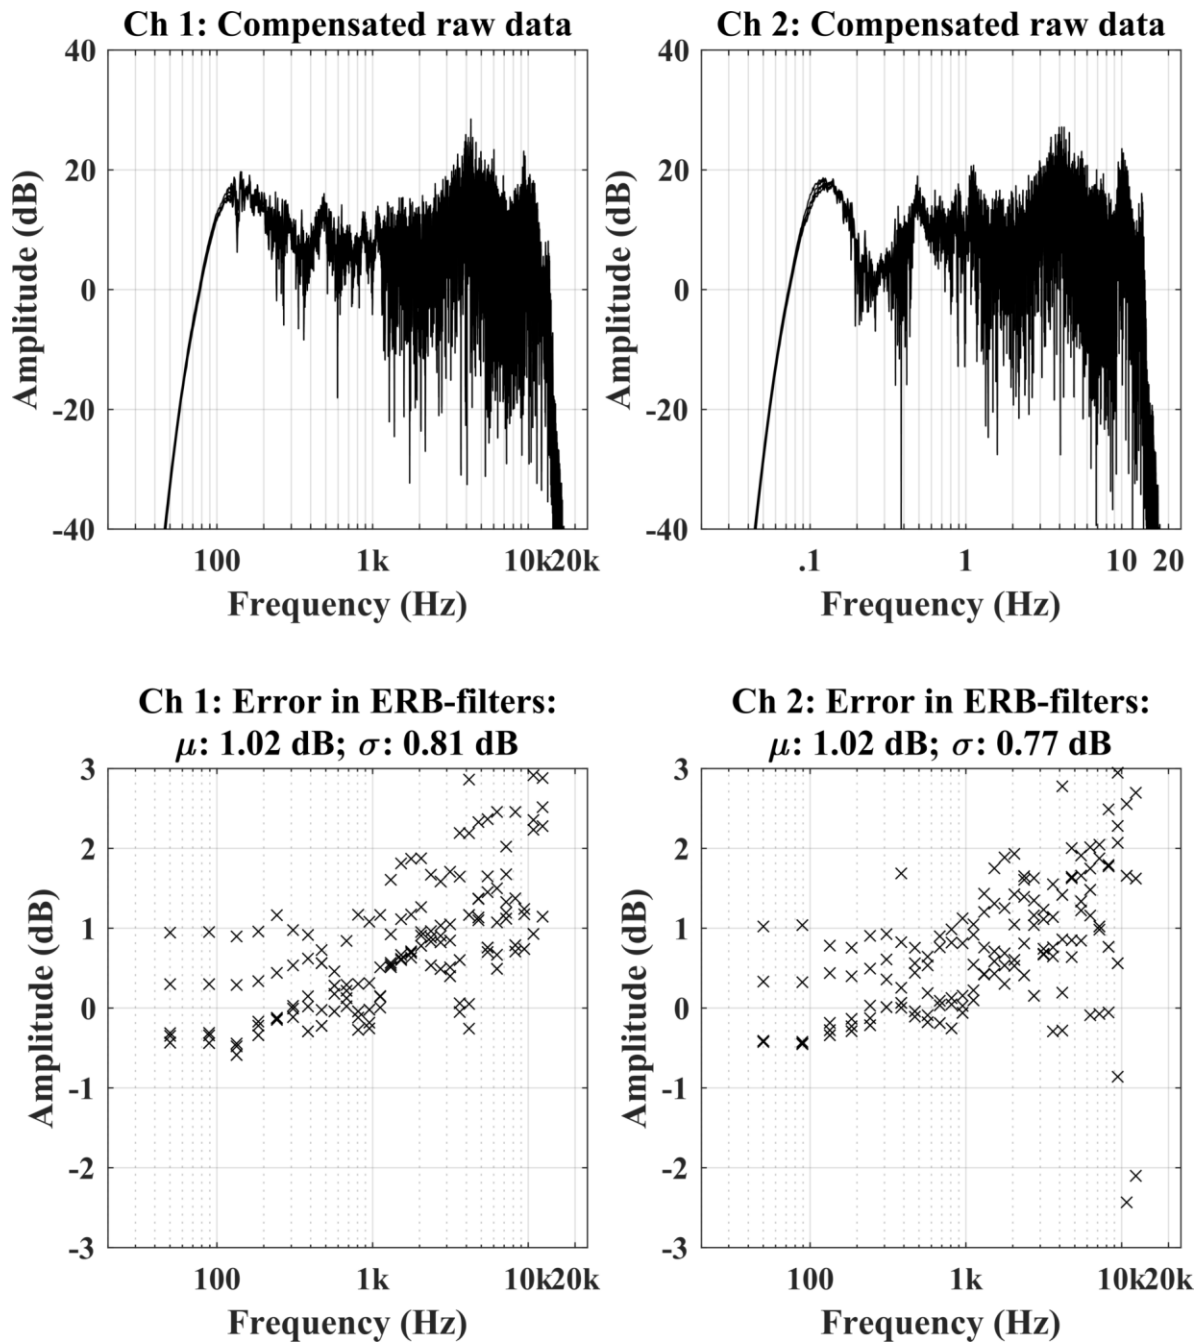 Ch 1: Compensated raw data
40
20
0
-20
-40
Amplitude (dB)
100 1k 10k20k
Frequency (Hz)
Ch 2: Compensated raw data
40
20
0
-20
-40
Amplitude (dB)
.1 1 10 20
Frequency (Hz)
Ch 1: Error in ERB-filters:
μ: 1.02 dB; σ: 0.81 dB
3
2
1
0
-1
-2
-3
Amplitude (dB)
100 1k 10k20k
Frequency (Hz)
Ch 2: Error in ERB-filters:
μ: 1.02 dB; σ: 0.77 dB
3
2
1
0
-1
-2
-3
Amplitude (dB)
100 1k 10k20k
Frequency (Hz)